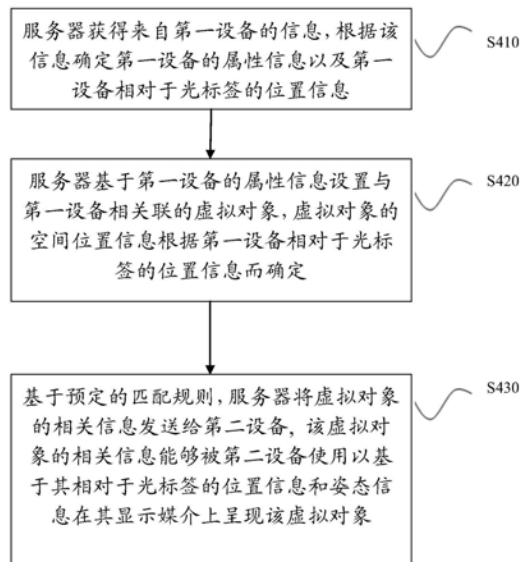 服务器获得来自第一设备的信息,根据该
信息确定第一设备的属性信息以及第一
设备相对于光标签的位置信息
S410
服务器基于第一设备的属性信息设置与
第一设备相关联的虚拟对象,虚拟对象的
空间位置信息根据第一设备相对于光标
签的位置信息而确定
S420
基于预定的匹配规则,服务器将虚拟对象
的相关信息发送给第二设备,该虚拟对
象的相关信息能够被第二设备使用以基
于其相对于光标签的位置信息和姿态信
息在其显示媒介上呈现该虚拟对象
S430